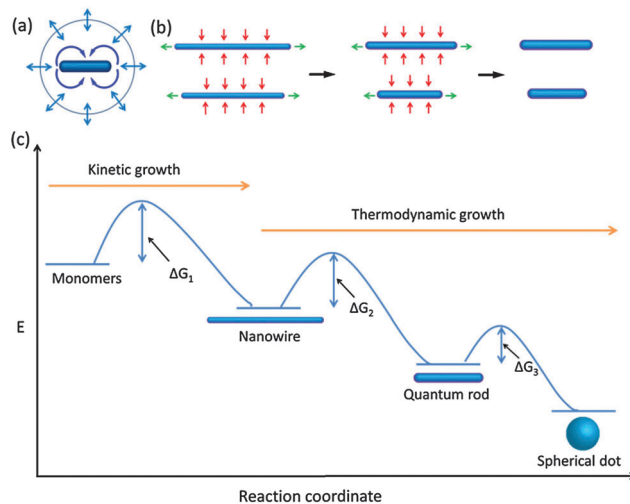 (a)
(b)
(c)
Kinetic growth
Thermodynamic growth
Monomers
ΔG1
Nanowire
ΔG2
Quantum rod
ΔG3
Spherical dot
E
Reaction coordinate